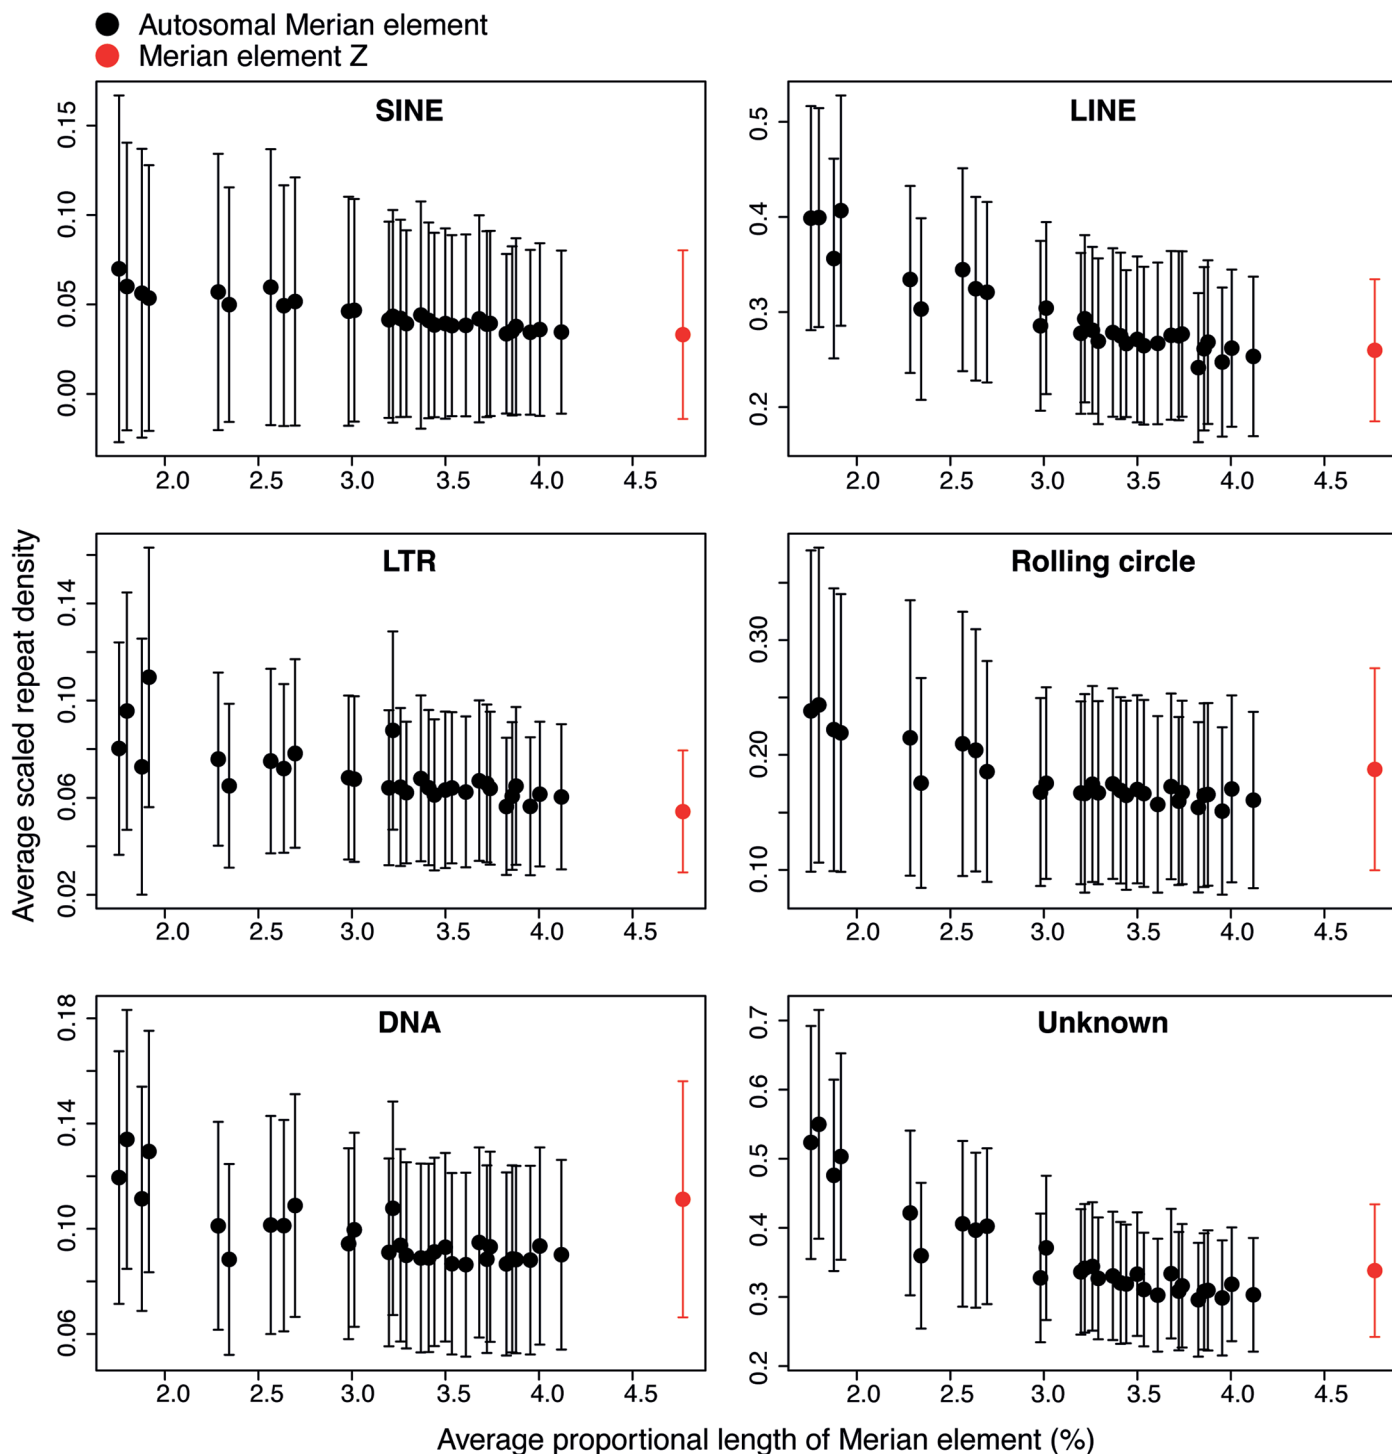 Autosomal Merian element
Merian element Z
SINE
0.15
0.10
0.05
0.00
2.0 2.5 3.0 3.5 4.0 4.5
LINE
0.5
0.4
0.3
0.2
2.0 2.5 3.0 3.5 4.0 4.5
Average scaled repeat density
LTR
0.14
0.10
0.06
0.02
2.0 2.5 3.0 3.5 4.0 4.5
Rolling circle
0.30
0.20
0.10
2.0 2.5 3.0 3.5 4.0 4.5
DNA
0.18
0.14
0.10
0.06
2.0 2.5 3.0 3.5 4.0 4.5
Unknown
0.7
0.6
0.5
0.4
0.3
0.2
2.0 2.5 3.0 3.5 4.0 4.5
Average proportional length of Merian element (%)